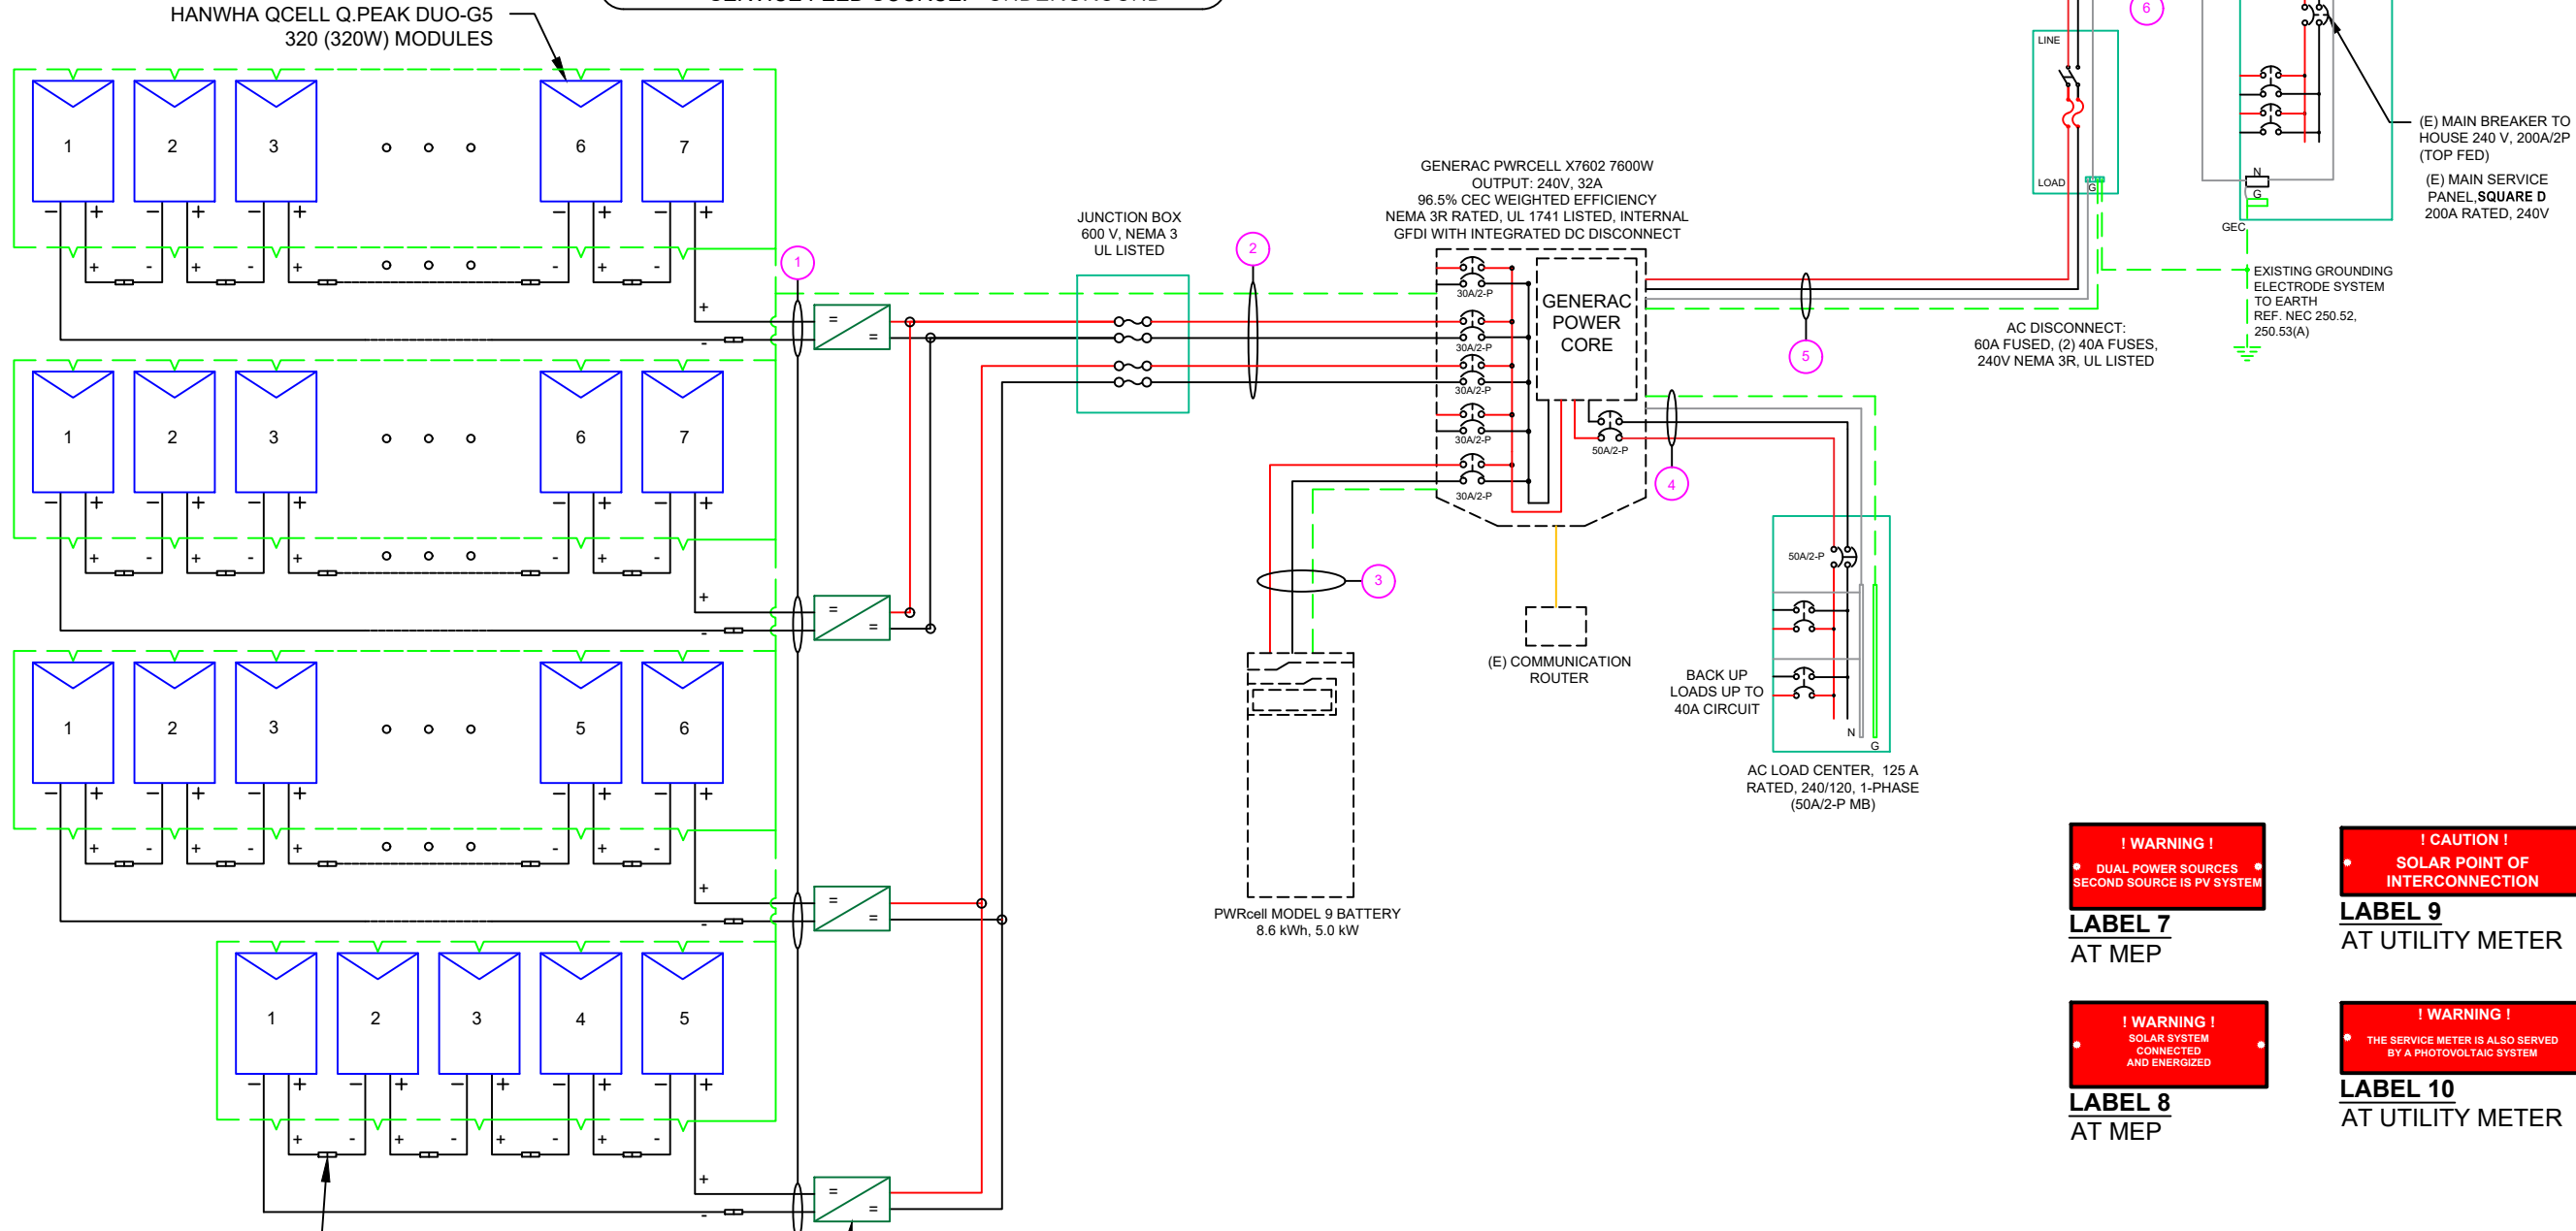 SERVICE FEED SOURCE: UNDERGROUND
HANWHA QCELL Q.PEAK DUO-G5
320 (320W) MODULES
1 2 3 6 7
− + − + − + − + − +
+ - + - + - + -
+
-
1 2 3 6 7
− + − + − + − + − +
+ - + - + - + -
+
-
1 2 3 5 6
− + − + − + − + − +
+ - + - + - + -
+
-
1 2 3 4 5
− + − + − + − + − +
+ - + - + - + -
+
-
1
= =
= =
= =
= =
JUNCTION BOX
600 V, NEMA 3
UL LISTED
2
GENERAC PWRCELL X7602 7600W
OUTPUT: 240V, 32A
96.5% CEC WEIGHTED EFFICIENCY
NEMA 3R RATED, UL 1741 LISTED, INTERNAL
GFDI WITH INTEGRATED DC DISCONNECT
30A/2-P
30A/2-P
30A/2-P
30A/2-P
30A/2-P
GENERAC
POWER
CORE
50A/2-P
3
4
5
6
PWRcell MODEL 9 BATTERY
8.6 kWh, 5.0 kW
(E) COMMUNICATION
ROUTER
50A/2-P
BACK UP
LOADS UP TO
40A CIRCUIT
N
G
AC LOAD CENTER, 125 A
RATED, 240/120, 1-PHASE
(50A/2-P MB)
LINE
LOAD
G
AC DISCONNECT:
60A FUSED, (2) 40A FUSES,
240V NEMA 3R, UL LISTED
N
G
GEC
(E) MAIN BREAKER TO
HOUSE 240 V, 200A/2P
(TOP FED)
(E) MAIN SERVICE
PANEL,SQUARE D
200A RATED, 240V
EXISTING GROUNDING
ELECTRODE SYSTEM
TO EARTH
REF. NEC 250.52,
250.53(A)
! WARNING !
DUAL POWER SOURCES
SECOND SOURCE IS PV SYSTEM
LABEL 7
AT MEP
! CAUTION !
SOLAR POINT OF
INTERCONNECTION
LABEL 9
AT UTILITY METER
! WARNING !
SOLAR SYSTEM
CONNECTED
AND ENERGIZED
LABEL 8
AT MEP
! WARNING !
THE SERVICE METER IS ALSO SERVED
BY A PHOTOVOLTAIC SYSTEM
LABEL 10
AT UTILITY METER